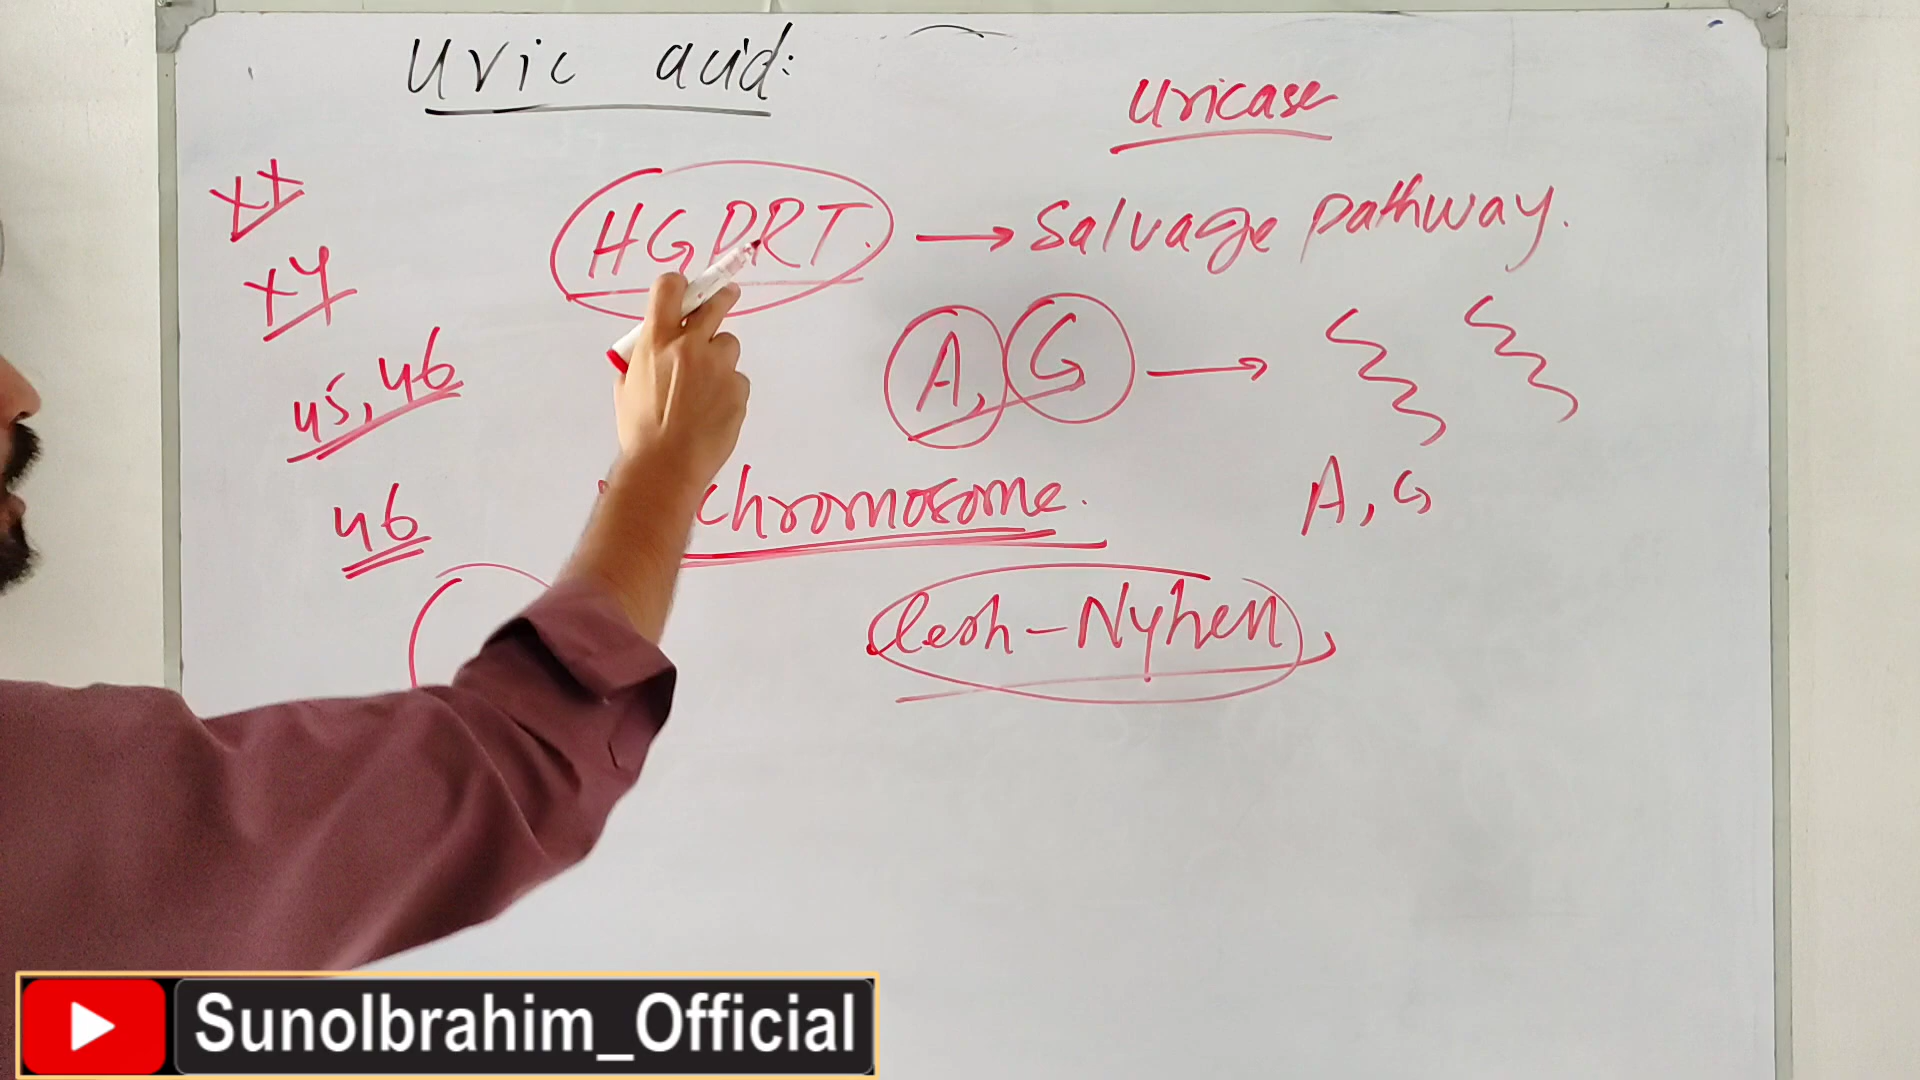 Uric acid:
Uricase
XX
HGPRT. → Salvage pathway.
XY
A, G →
45, 46
chromosome.
A, G
46
Lesh-Nyhen,
SunoIbrahim_Official